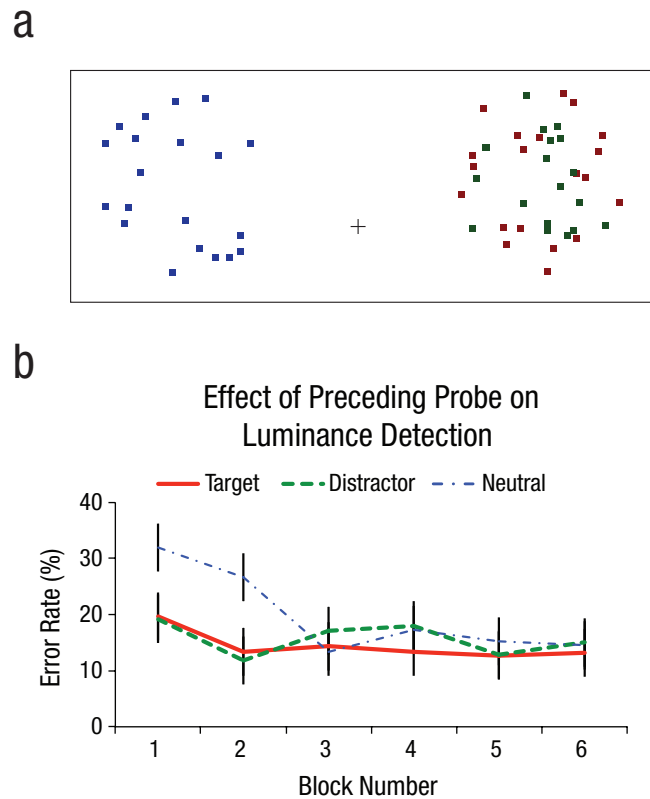 a
b
Effect of Preceding Probe on
Luminance Detection
Target Distractor Neutral
40
30
20
10
0
Error Rate (%)
1 2 3 4 5 6
Block Number